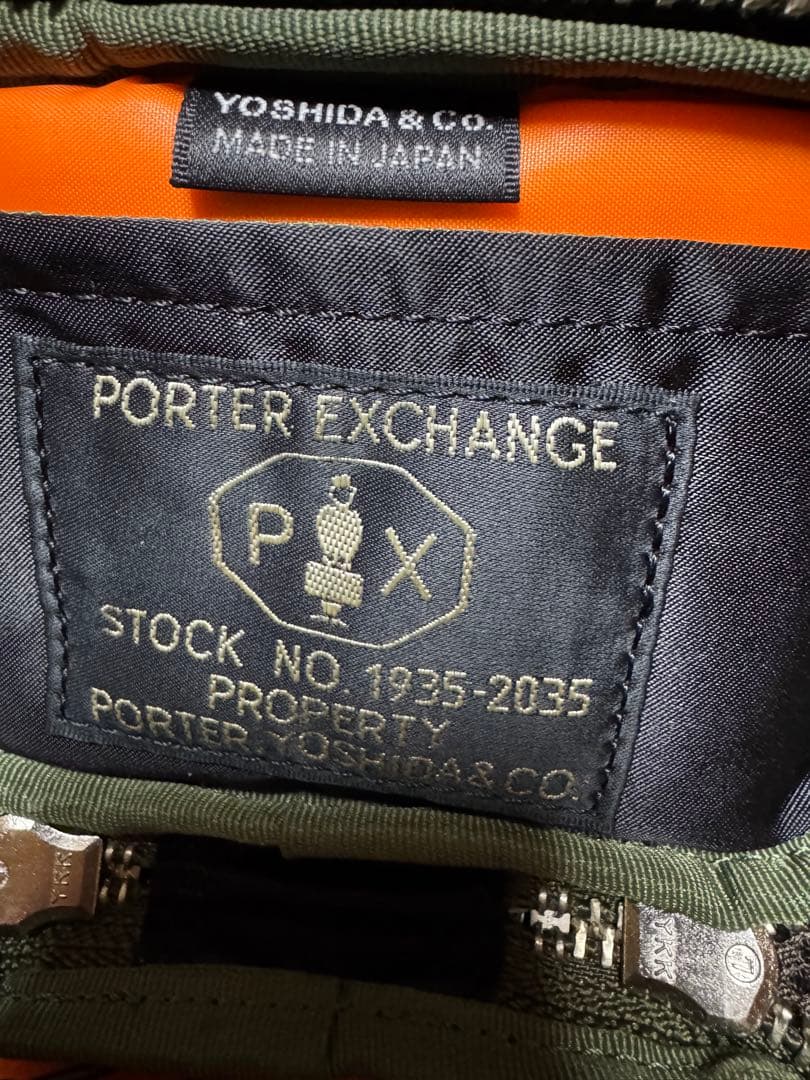 YOSHIDA & Co.
MADE IN JAPAN
PORTER EXCHANGE
P X
STOCK NO. 1935-2035
PROPERTY
PORTER.YOSHIDA&CO.
YKK
YKK